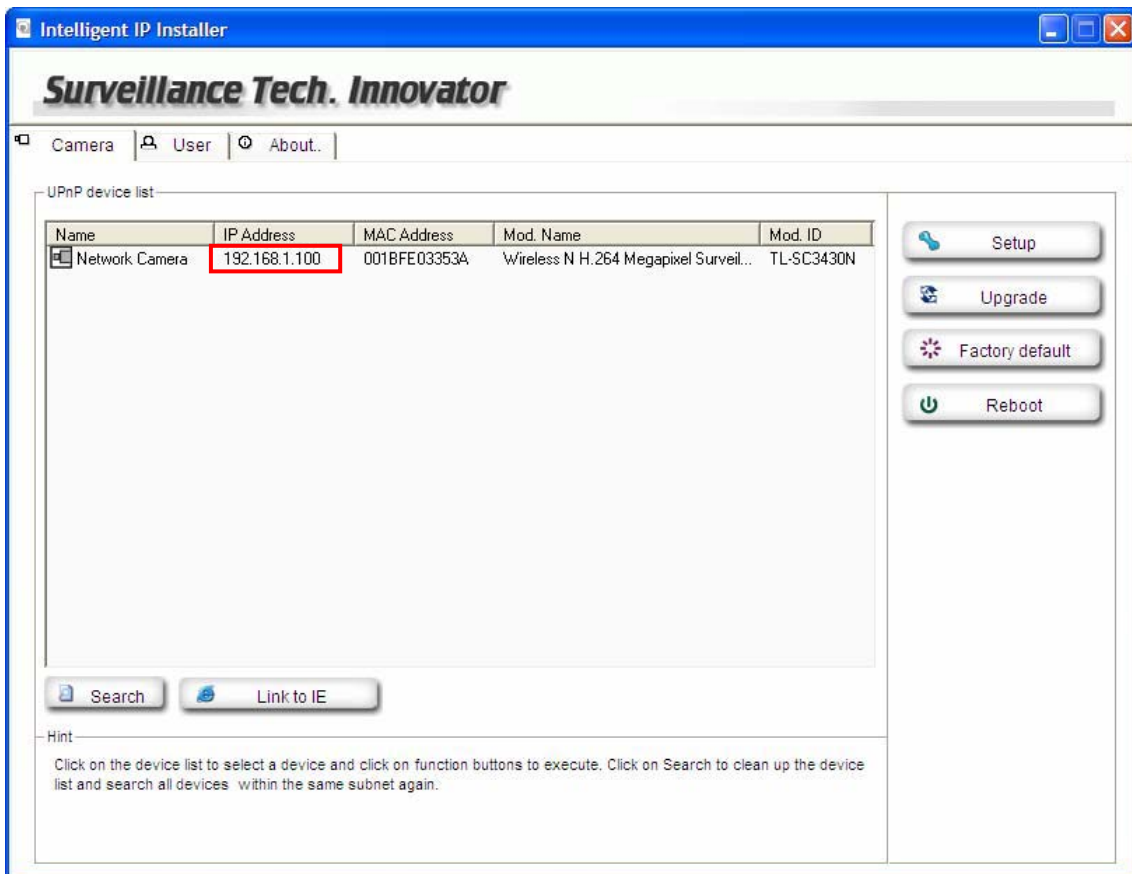 Intelligent IP Installer
Surveillance Tech. Innovator
Camera User About..
UPnP device list
Name IP Address MAC Address Mod. Name Mod. ID
Network Camera 192.168.1.100 001BFE03353A Wireless N H.264 Megapixel Surveil... TL-SC3430N
Setup
Upgrade
Factory default
Reboot
Search Link to IE
Hint
Click on the device list to select a device and click on function buttons to execute. Click on Search to clean up the device
list and search all devices within the same subnet again.